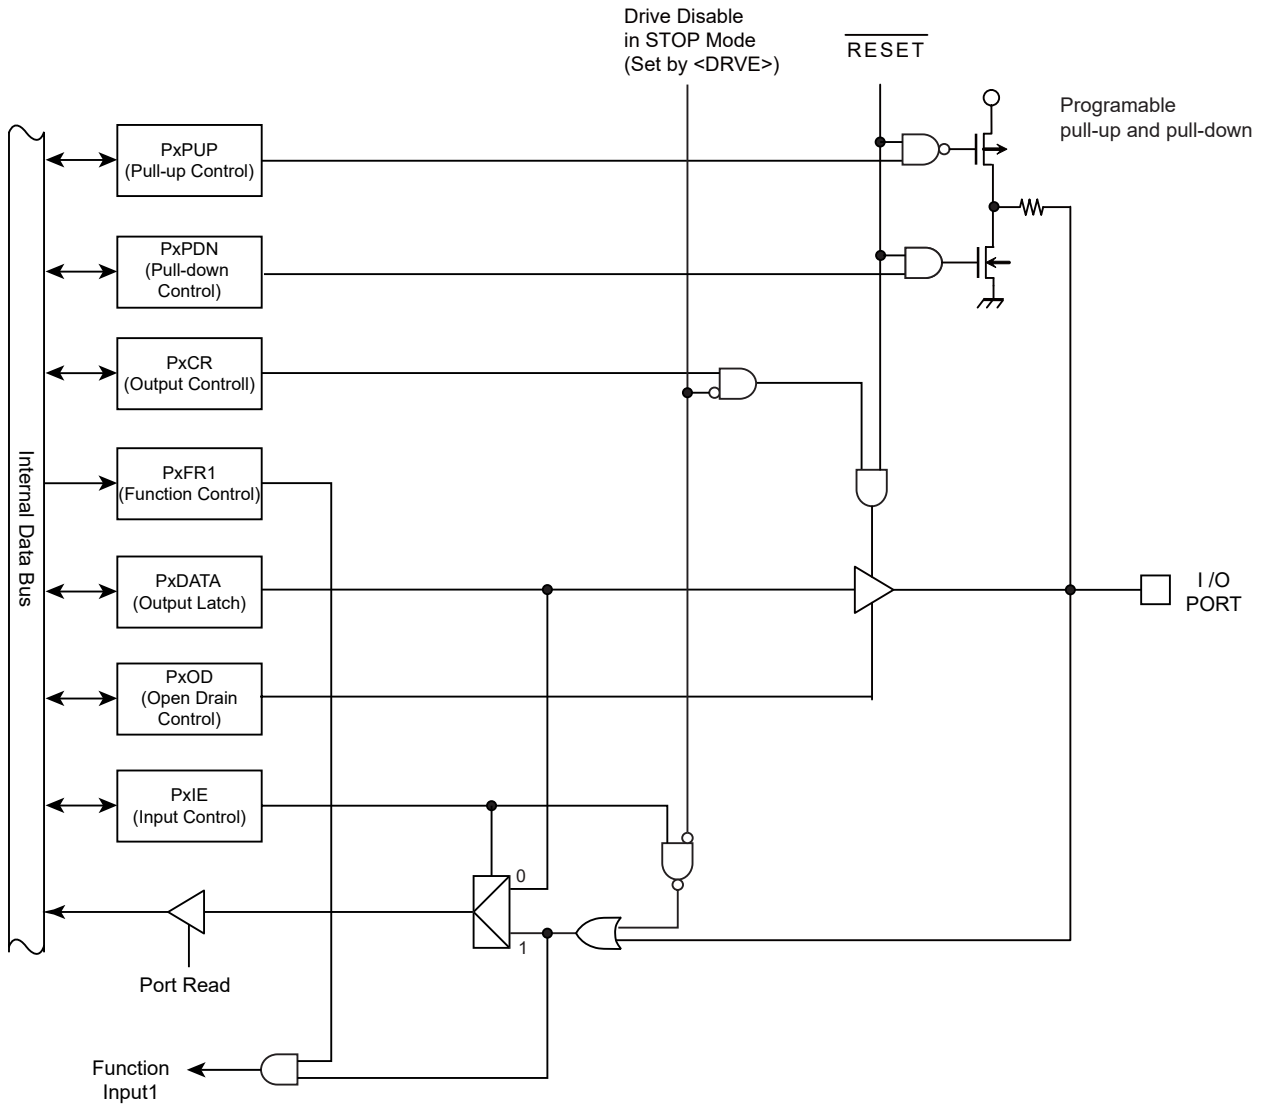 Drive Disable
in STOP Mode
(Set by <DRVE>)
RESET
Programable
pull-up and pull-down
PxPUP
(Pull-up Control)
PxPDN
(Pull-down
Control)
PxCR
(Output Controll)
PxFR1
(Function Control)
Internal Data Bus
PxDATA
(Output Latch)
I /O
PORT
PxOD
(Open Drain
Control)
PxIE
(Input Control)
0
1
Port Read
Function
Input1